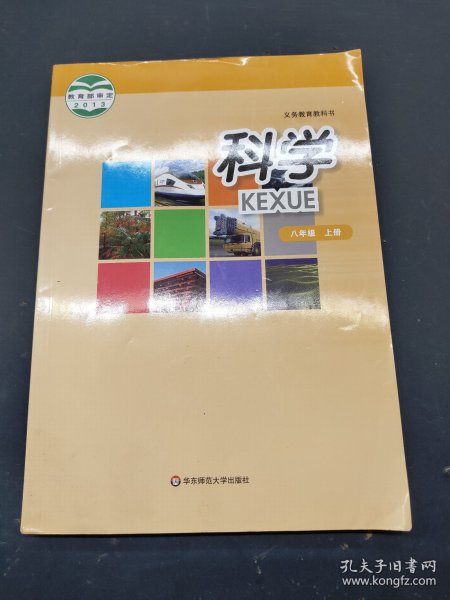 教育部审定
2013
义务教育教科书
科学
KEXUE
八年级 上册
华东师范大学出版社
孔夫子旧书网
www.kongfz.com